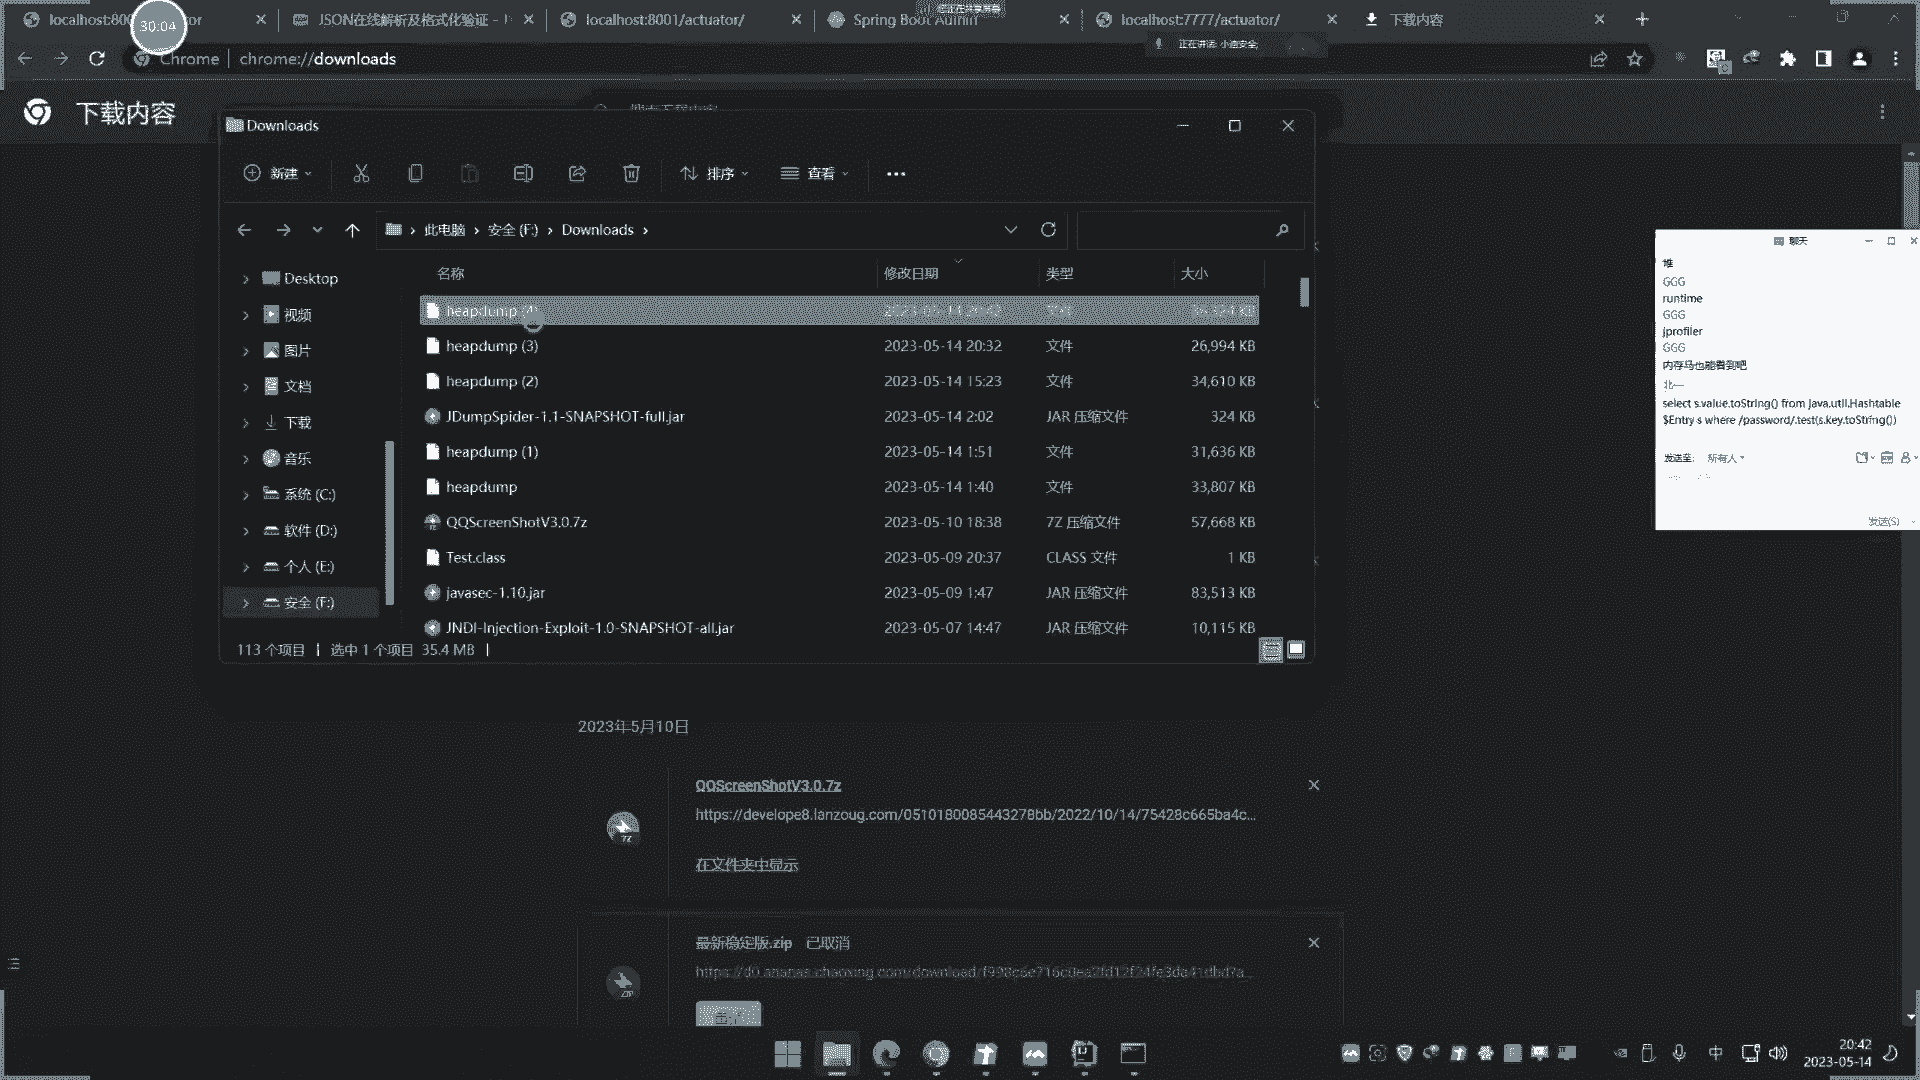 localhost:800
30:04
JSON在线解析及格式化验证 -
localhost:8001/actuator/
Spring Boot Admin
localhost:7777/actuator/
下载内容
正在讲话: 小迪安全;
Chrome
chrome://downloads
下载内容
Downloads
新建
排序
查看
此电脑 › 安全 (F:) › Downloads ›
名称
修改日期
类型
大小
heapdump (4)
heapdump (3) 2023-05-14 20:32 文件 26,994 KB
heapdump (2) 2023-05-14 15:23 文件 34,610 KB
JDumpSpider-1.1-SNAPSHOT-full.jar 2023-05-14 2:02 JAR 压缩文件 324 KB
heapdump (1) 2023-05-14 1:51 文件 31,636 KB
heapdump 2023-05-14 1:40 文件 33,807 KB
QQScreenShotV3.0.7z 2023-05-10 18:38 7Z 压缩文件 57,668 KB
Test.class 2023-05-09 20:37 CLASS 文件 1 KB
javasec-1.10.jar 2023-05-09 1:47 JAR 压缩文件 83,513 KB
JNDI-Injection-Exploit-1.0-SNAPSHOT-all.jar 2023-05-07 14:47 JAR 压缩文件 10,115 KB
Desktop
视频
图片
文档
下载
音乐
系统 (C:)
软件 (D:)
个人 (E:)
安全 (F:)
113 个项目
选中 1 个项目 35.4 MB
聊天
堆
GGG
runtime
GGG
jprofiler
GGG
内存马也能看到吧
北一
select s.value.toString() from java.util.Hashtable
$Entry s where /password/.test(s.key.toString())
发送至: 所有人
发送(S)
2023年5月10日
QQScreenShotV3.0.7z
https://develope8.lanzoug.com/0510180085443278bb/2022/10/14/75428c665ba4c...
在文件夹中显示
最新稳定版.zip 已取消
中
20:42
2023-05-14